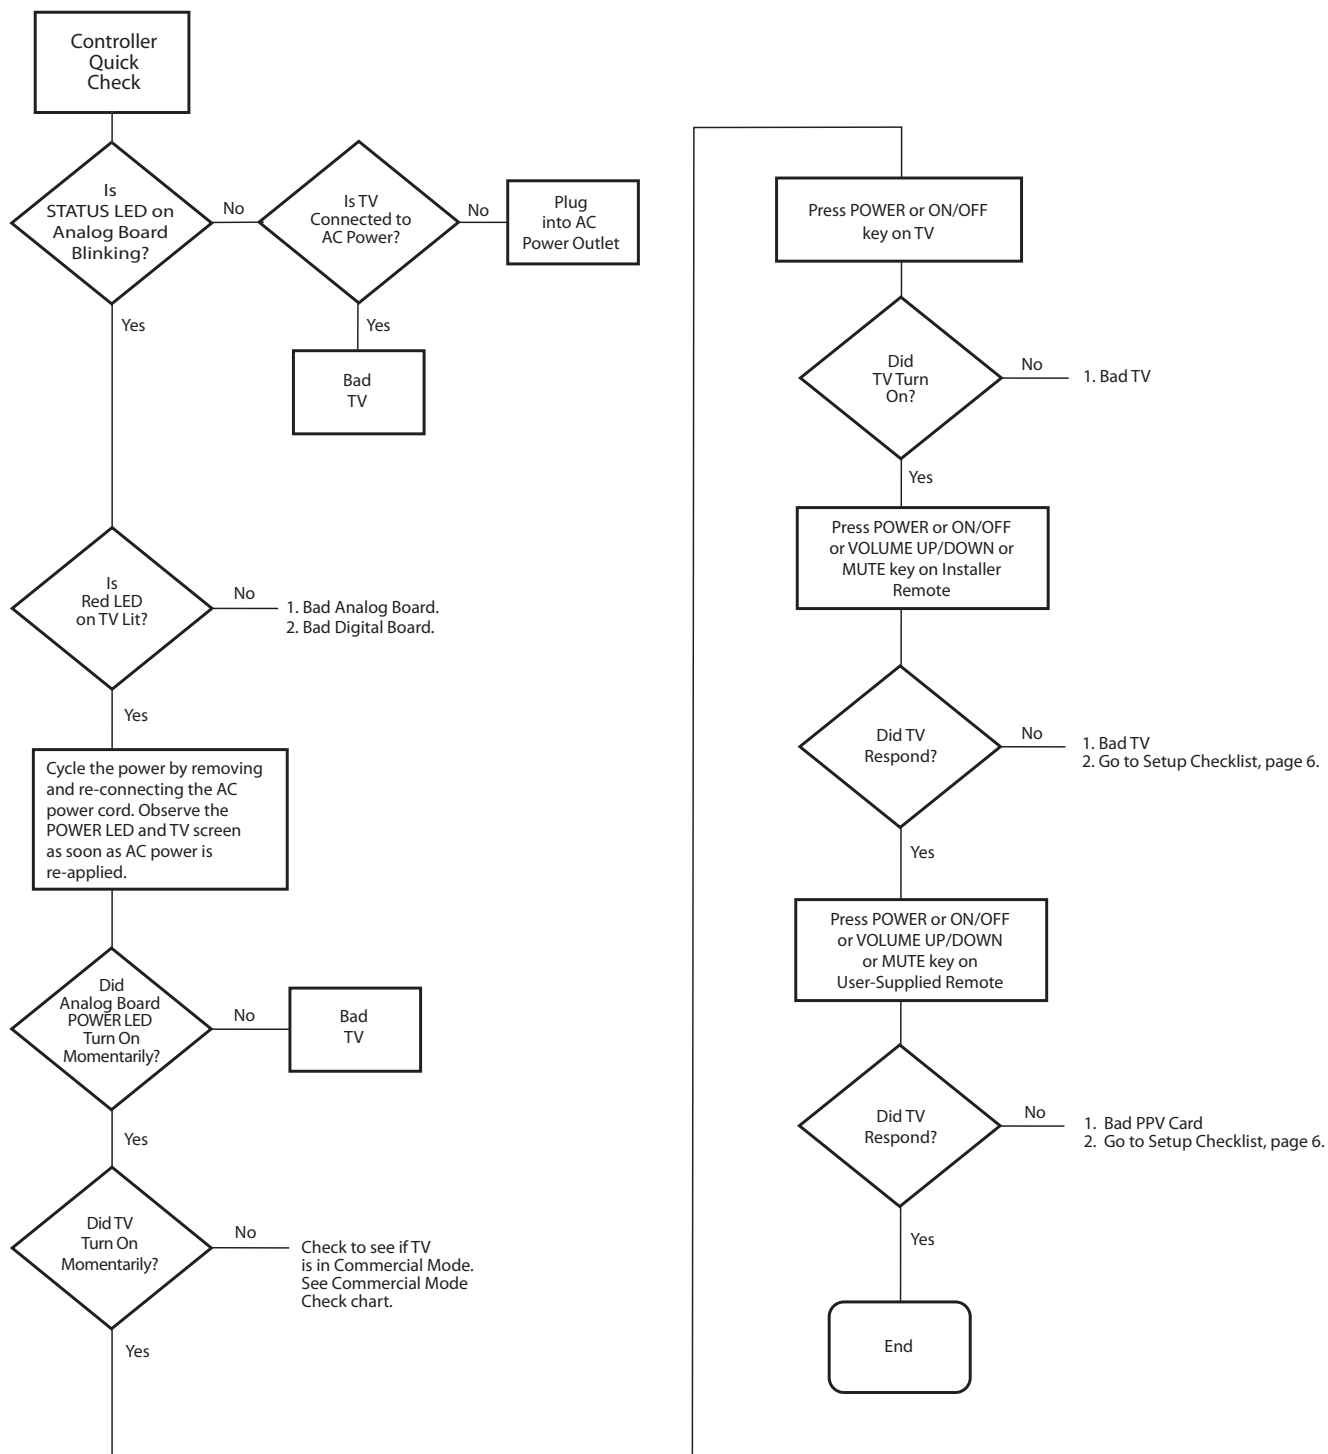 Controller
Quick
Check
Is
STATUS LED on
Analog Board
Blinking?
No
Is TV
Connected to
AC Power?
No
Plug
into AC
Power Outlet
Yes
Yes
Bad
TV
Is
Red LED
on TV Lit?
No
1. Bad Analog Board.
2. Bad Digital Board.
Yes
Cycle the power by removing
and re-connecting the AC
power cord. Observe the
POWER LED and TV screen
as soon as AC power is
re-applied.
Did
Analog Board
POWER LED
Turn On
Momentarily?
No
Bad
TV
Yes
Did TV
Turn On
Momentarily?
No
Check to see if TV
is in Commercial Mode.
See Commercial Mode
Check chart.
Yes
Press POWER or ON/OFF
key on TV
Did
TV Turn
On?
No
1. Bad TV
Yes
Press POWER or ON/OFF
or VOLUME UP/DOWN or
MUTE key on Installer
Remote
Did TV
Respond?
No
1. Bad TV
2. Go to Setup Checklist, page 6.
Yes
Press POWER or ON/OFF
or VOLUME UP/DOWN
or MUTE key on
User-Supplied Remote
Did TV
Respond?
No
1. Bad PPV Card
2. Go to Setup Checklist, page 6.
Yes
End